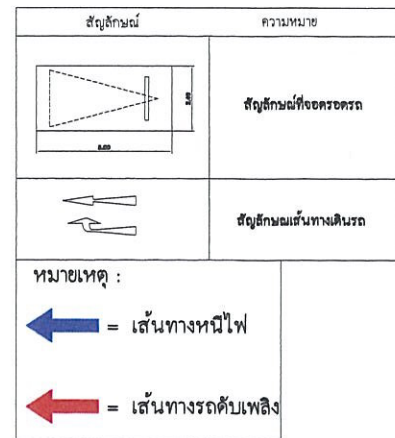 สัญลักษณ์ ความหมาย
สัญลักษณ์ที่จอดรอดรถ
สัญลักษณเส้นทางเดินรถ
หมายเหตุ :
= เส้นทางหนีไฟ
= เส้นทางรถดับเพลิง